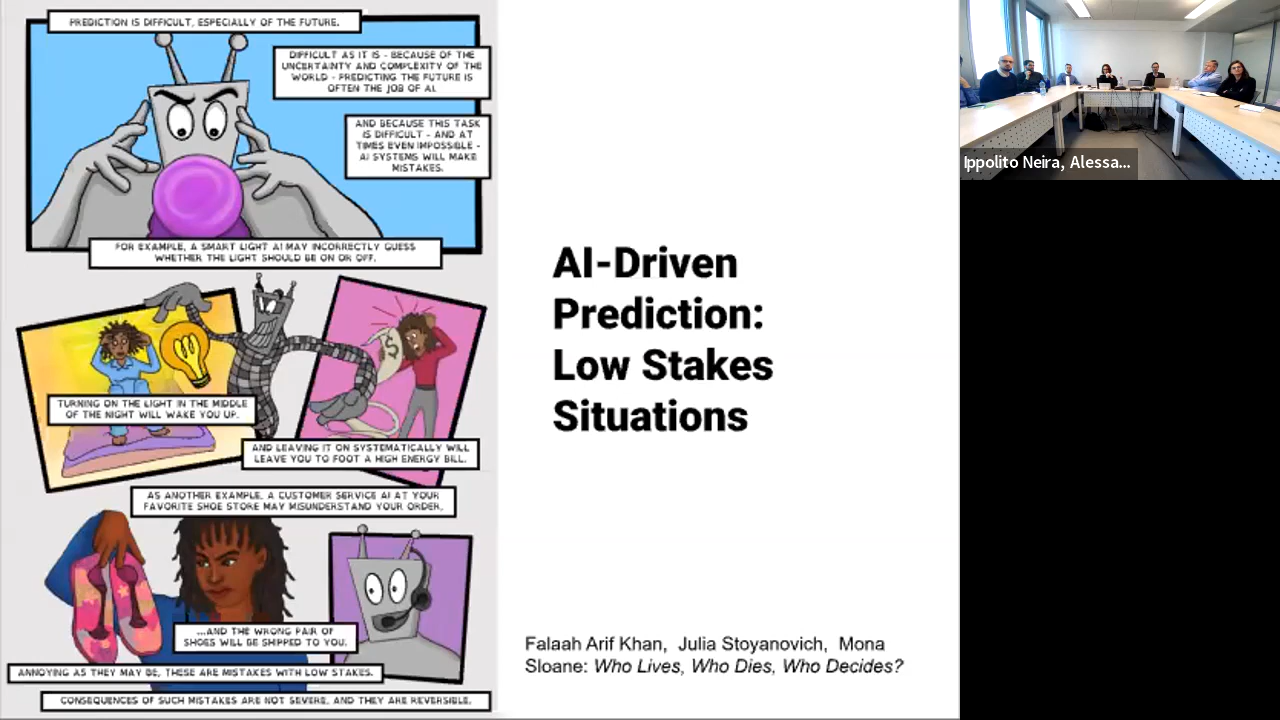 PREDICTION IS DIFFICULT, ESPECIALLY OF THE FUTURE.
DIFFICULT AS IT IS - BECAUSE OF THE
UNCERTAINTY AND COMPLEXITY OF THE
WORLD - PREDICTING THE FUTURE IS
OFTEN THE JOB OF AI.
AND BECAUSE THIS TASK
IS DIFFICULT - AND AT
TIMES EVEN IMPOSSIBLE -
AI SYSTEMS WILL MAKE
MISTAKES.
FOR EXAMPLE, A SMART LIGHT AI MAY INCORRECTLY GUESS
WHETHER THE LIGHT SHOULD BE ON OR OFF.
$
TURNING ON THE LIGHT IN THE MIDDLE
OF THE NIGHT WILL WAKE YOU UP.
AND LEAVING IT ON SYSTEMATICALLY WILL
LEAVE YOU TO FOOT A HIGH ENERGY BILL.
AS ANOTHER EXAMPLE, A CUSTOMER SERVICE AI AT YOUR
FAVORITE SHOE STORE MAY MISUNDERSTAND YOUR ORDER,
...AND THE WRONG PAIR OF
SHOES WILL BE SHIPPED TO YOU.
ANNOYING AS THEY MAY BE, THESE ARE MISTAKES WITH LOW STAKES.
CONSEQUENCES OF SUCH MISTAKES ARE NOT SEVERE, AND THEY ARE REVERSIBLE.
AI-Driven
Prediction:
Low Stakes
Situations
Falaah Arif Khan, Julia Stoyanovich, Mona
Sloane: Who Lives, Who Dies, Who Decides?
Ippolito Neira, Alessa...